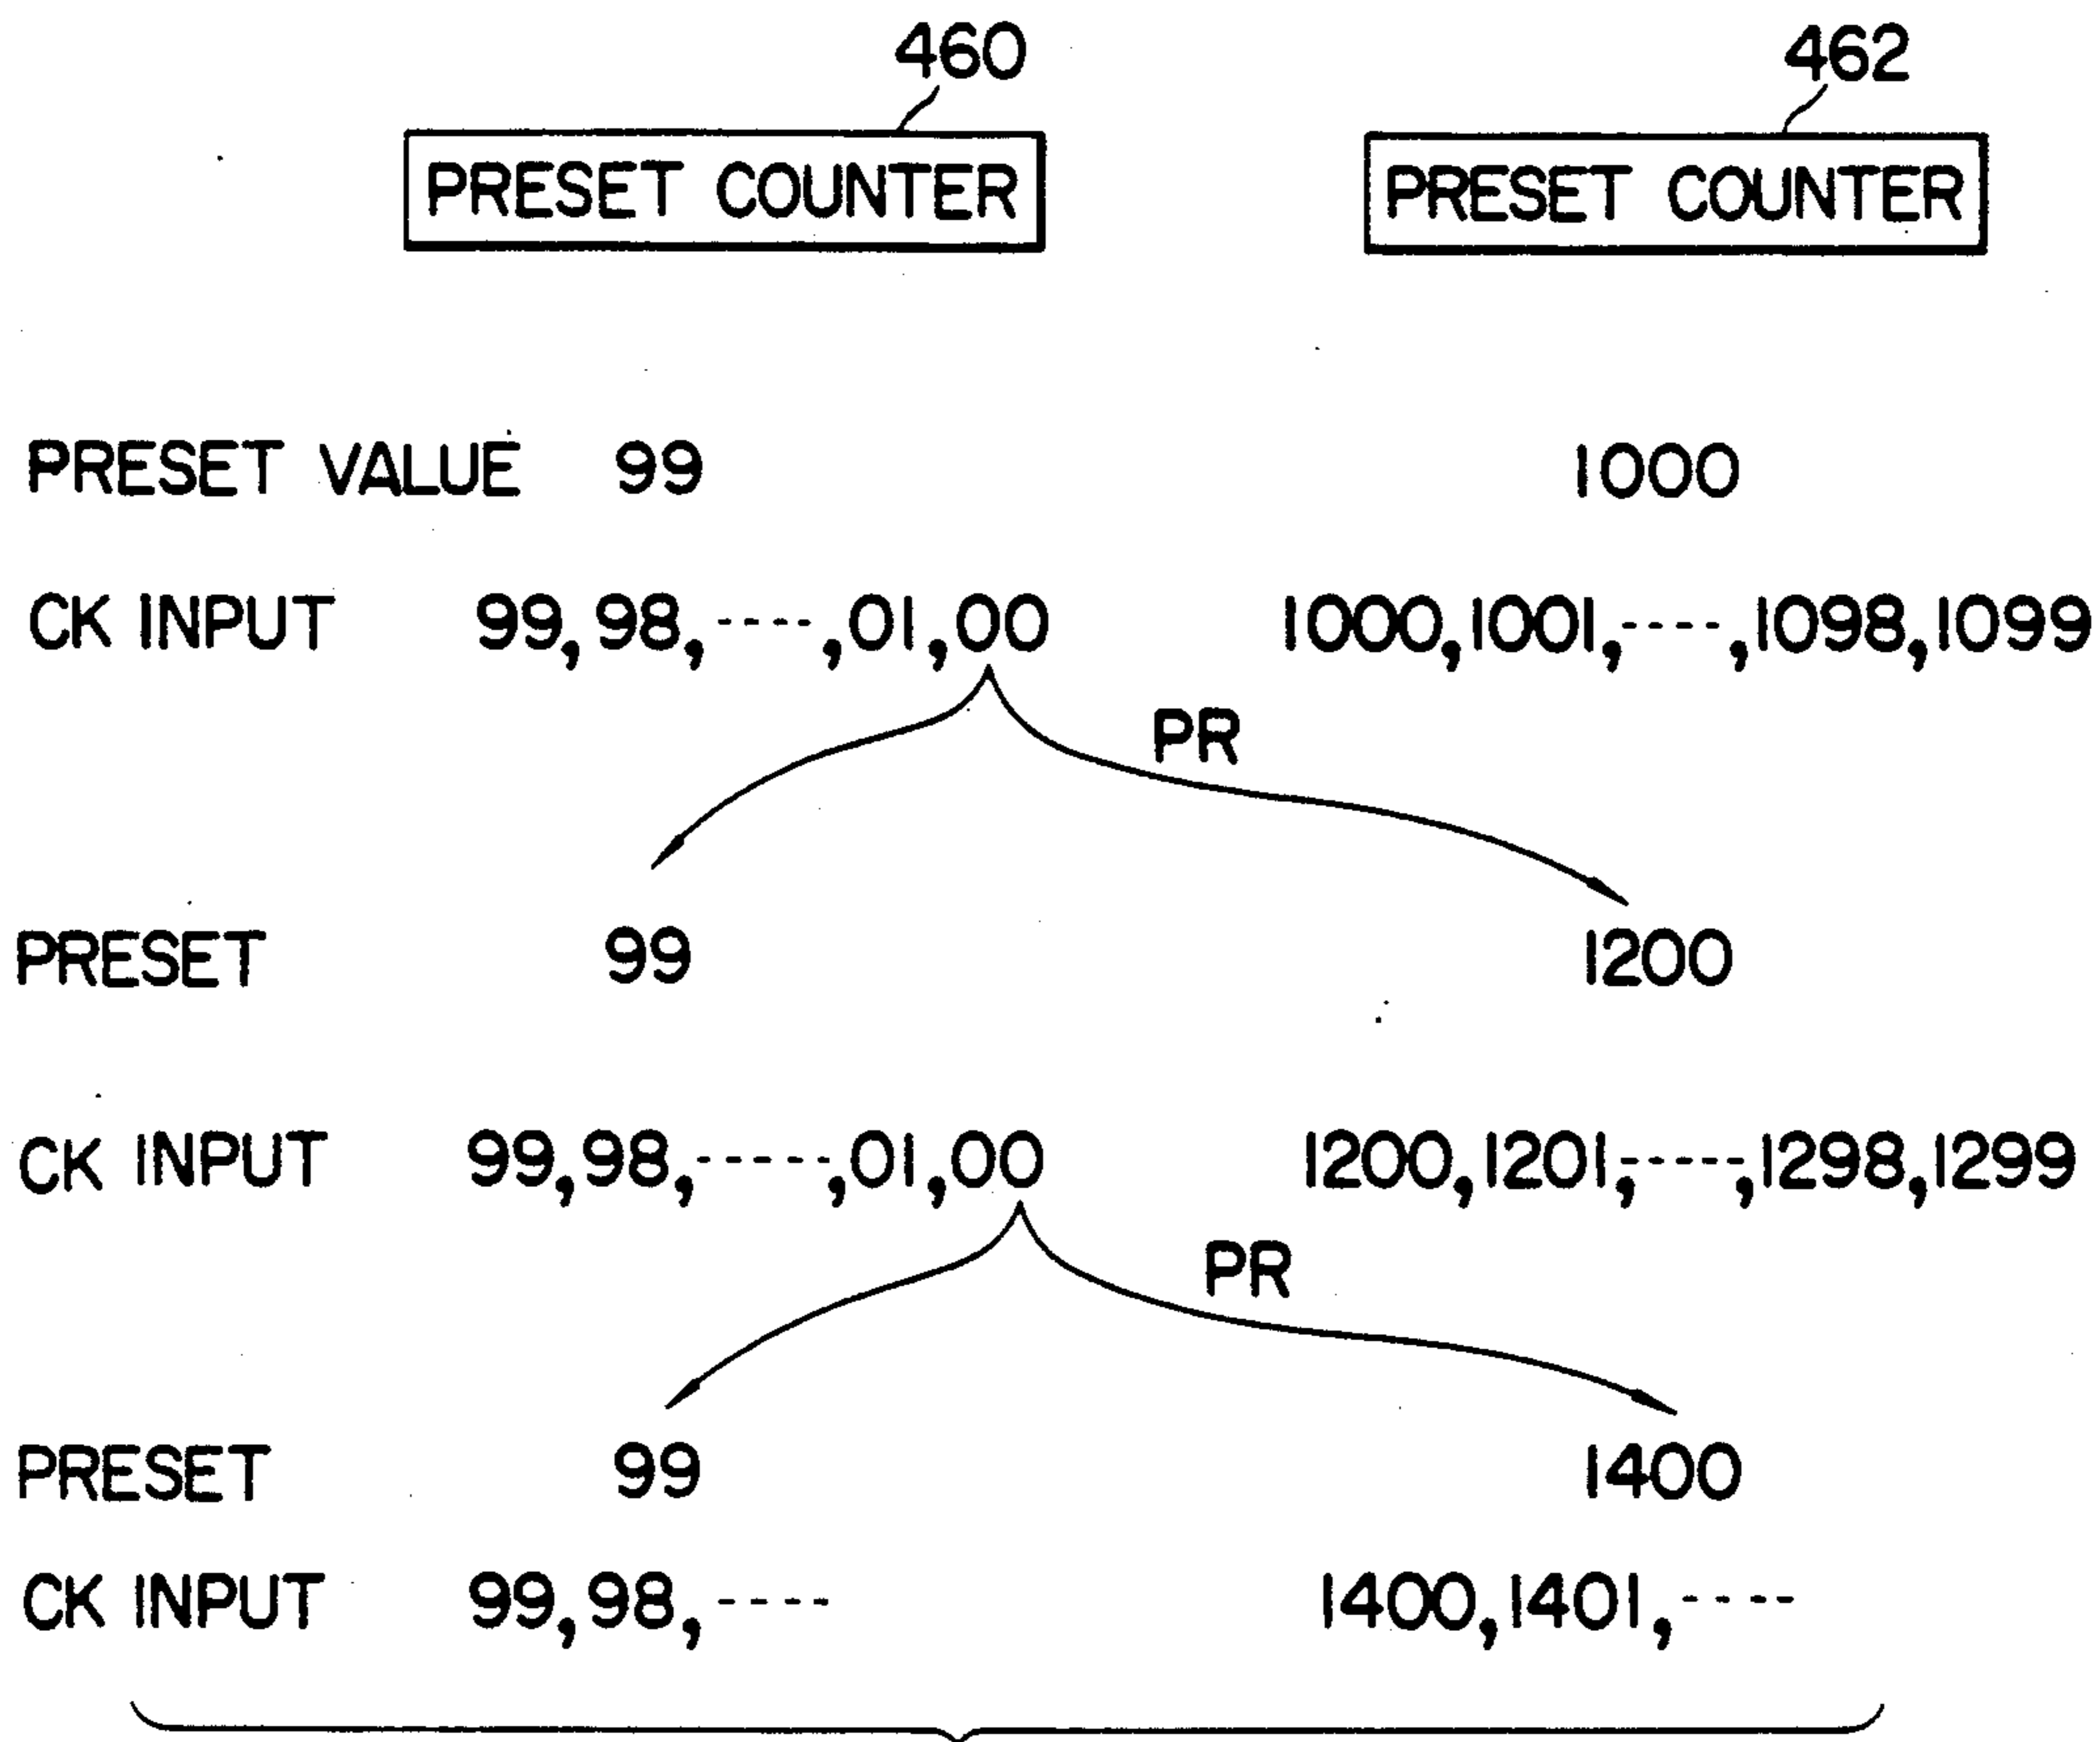 460 462
PRESET COUNTER PRESET COUNTER
PRESET VALUE 99 1000
CK INPUT 99,98,----,01,00 1000,1001,----,1098,1099
PR
PRESET 99 1200
CK INPUT 99,98,-----,01,00 1200,1201,-----,1298,1299
PR
PRESET 99 1400
CK INPUT 99,98,---- 1400,1401,----